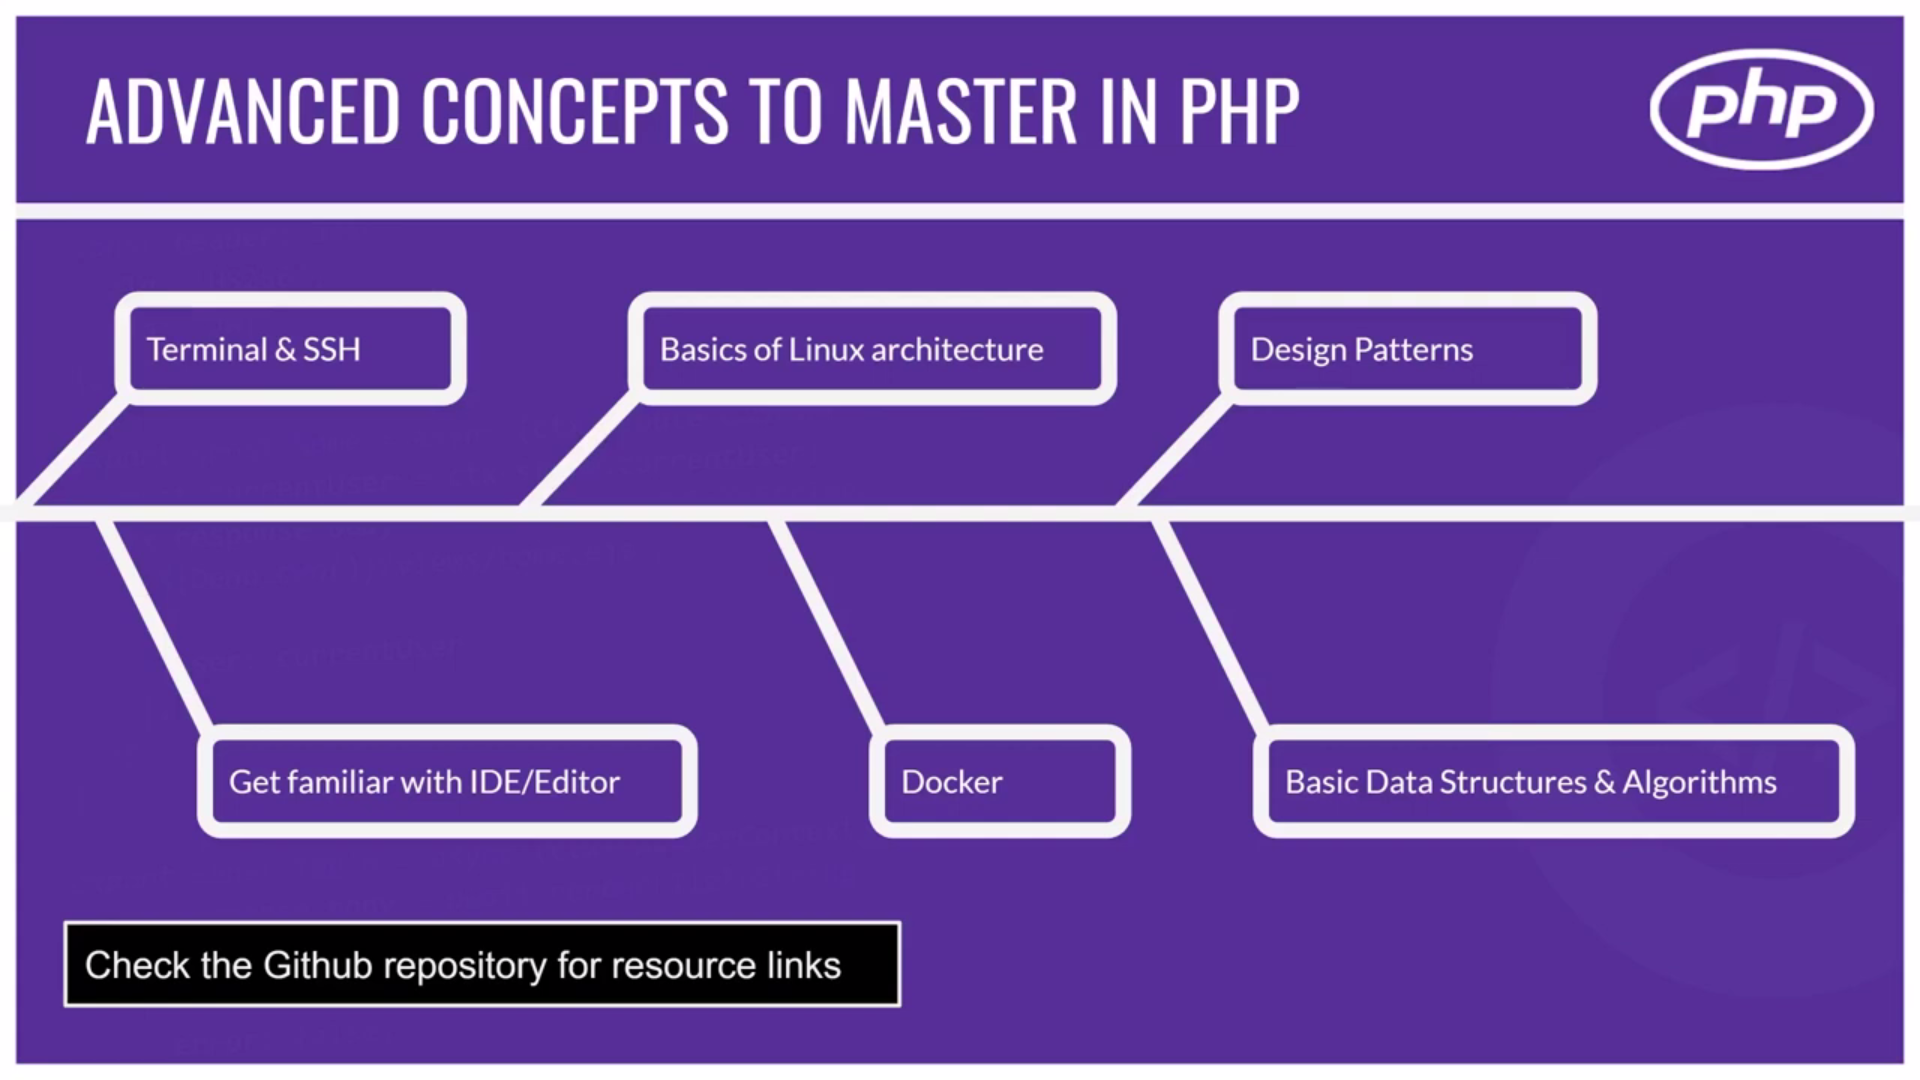 ADVANCED CONCEPTS TO MASTER IN PHP
php
Terminal & SSH
Basics of Linux architecture
Design Patterns
Get familiar with IDE/Editor
Docker
Basic Data Structures & Algorithms
Check the Github repository for resource links